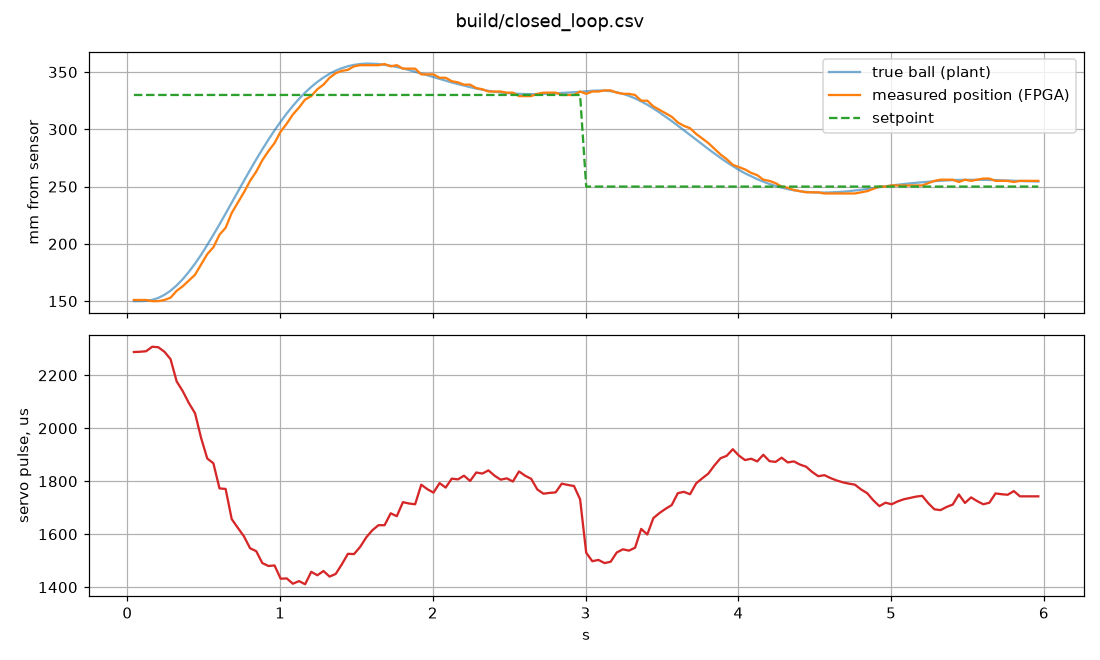 build/closed_loop.csv
350
300
250
200
150
mm from sensor
true ball (plant)
measured position (FPGA)
setpoint
2200
2000
1800
1600
1400
servo pulse, us
0 1 2 3 4 5 6
s